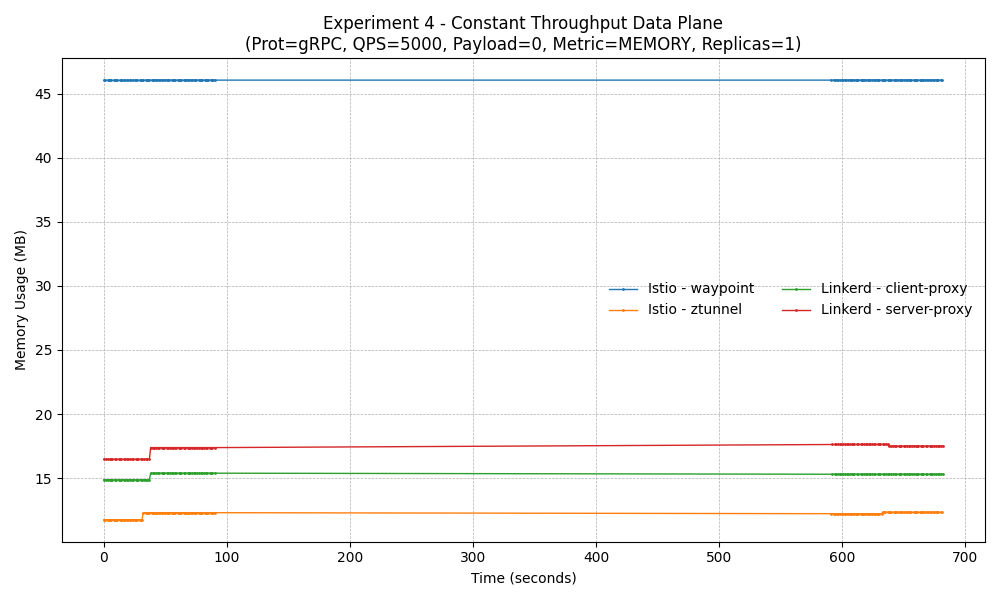 Experiment 4 - Constant Throughput Data Plane
(Prot=gRPC, QPS=5000, Payload=0, Metric=MEMORY, Replicas=1)
Memory Usage (MB)
45
40
35
30
25
20
15
Istio - waypoint
Istio - ztunnel
Linkerd - client-proxy
Linkerd - server-proxy
0 100 200 300 400 500 600 700
Time (seconds)